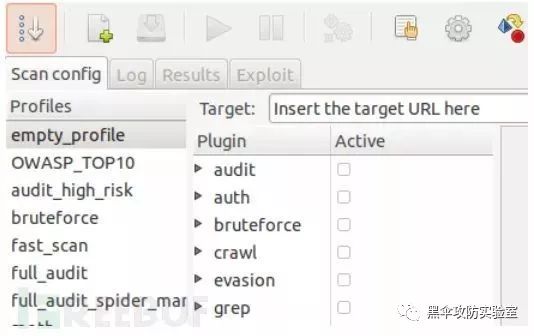 Scan config Log Results Exploit
Profiles
empty_profile
OWASP_TOP10
audit_high_risk
bruteforce
fast_scan
full_audit
full_audit_spider_mar
Target: Insert the target URL here
Plugin Active
audit
auth
bruteforce
crawl
evasion
grep
REEBUF
黑伞攻防实验室